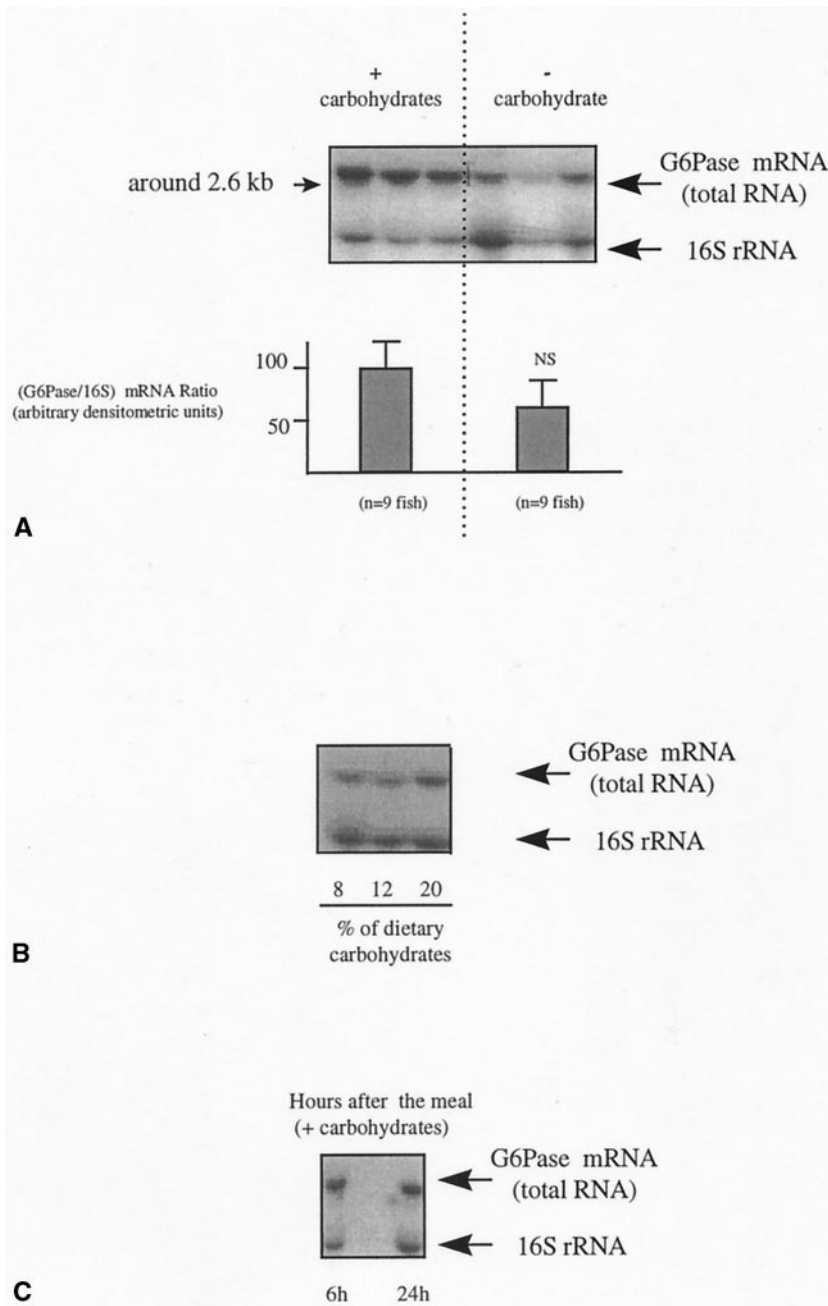 +
carbohydrates
-
carbohydrate
around 2.6 kb
G6Pase mRNA
(total RNA)
16S rRNA
(G6Pase/16S) mRNA Ratio
(arbitrary densitometric units)
100
50
NS
(n=9 fish)
(n=9 fish)
A
G6Pase mRNA
(total RNA)
16S rRNA
8 12 20
% of dietary
carbohydrates
B
Hours after the meal
(+ carbohydrates)
G6Pase mRNA
(total RNA)
16S rRNA
6h 24h
C